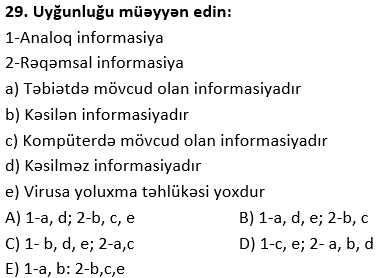 29. Uyğunluğu müəyyən edin:
1-Analoq informasiya
2-Rəqəmsal informasiya
a) Təbiətdə mövcud olan informasiyadır
b) Kəsilən informasiyadır
c) Kompüterdə mövcud olan informasiyadır
d) Kəsilməz informasiyadır
e) Virusa yoluxma təhlükəsi yoxdur
A) 1-a, d; 2-b, c, e B) 1-a, d, e; 2-b, c
C) 1- b, d, e; 2-a,c D) 1-c, e; 2- a, b, d
E) 1-a, b: 2-b,c,e